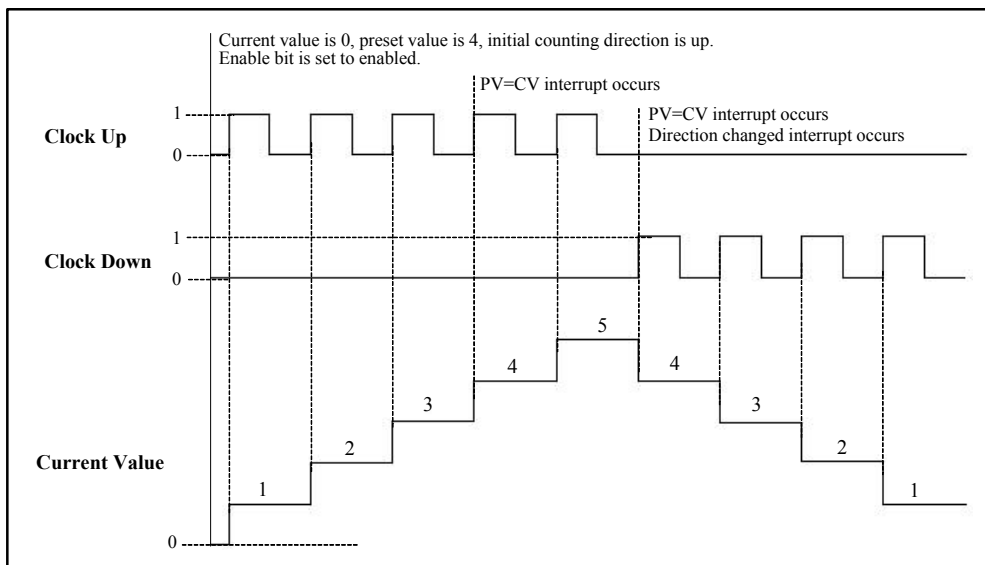 Current value is 0, preset value is 4, initial counting direction is up.
Enable bit is set to enabled.
PV=CV interrupt occurs
PV=CV interrupt occurs
Direction changed interrupt occurs
1
Clock Up
0
1
Clock Down
0
5
4
4
3
3
2
2
Current Value
1
1
0